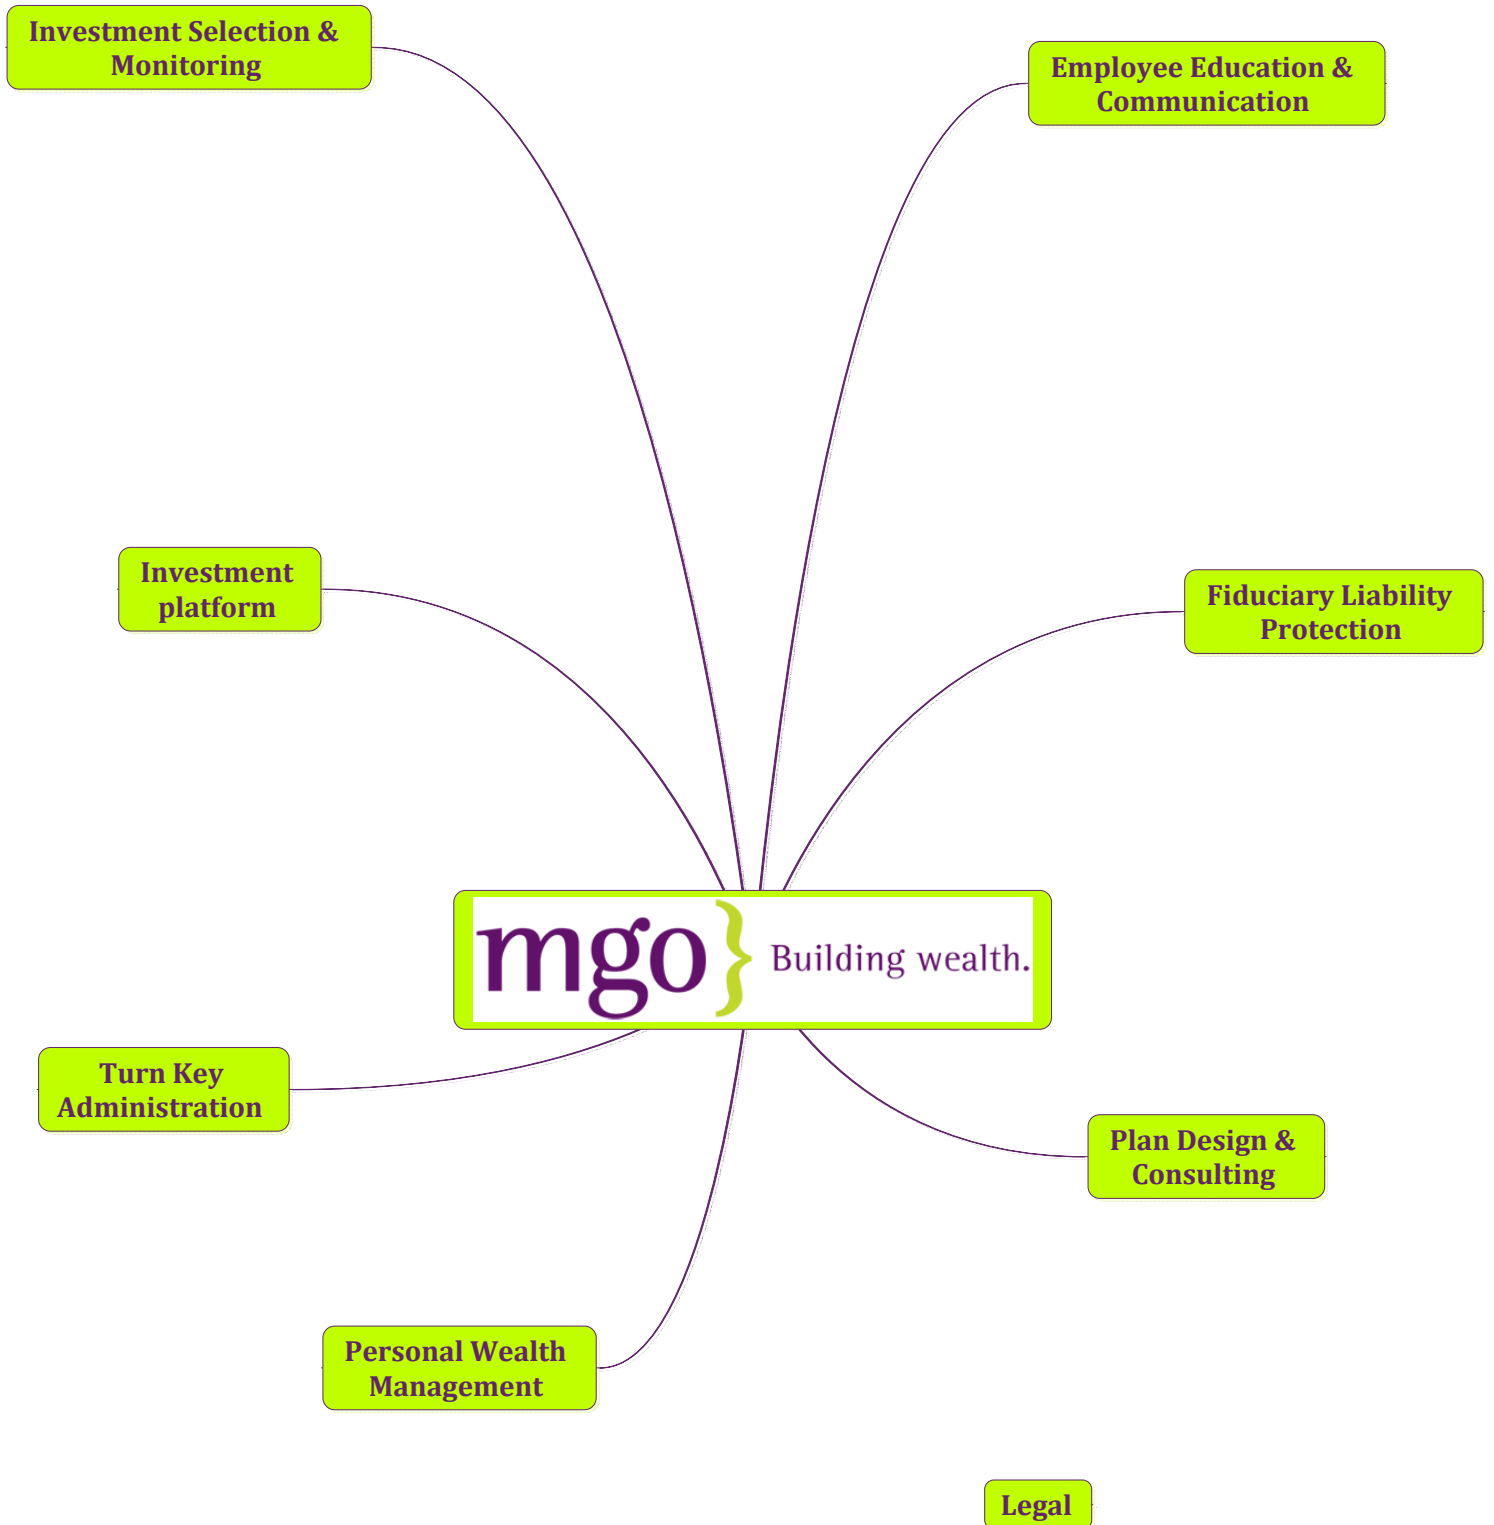 Investment Selection &
Monitoring
Employee Education &
Communication
Investment
platform
Fiduciary Liability
Protection
mgo} Building wealth.
Turn Key
Administration
Plan Design &
Consulting
Personal Wealth
Management
Legal